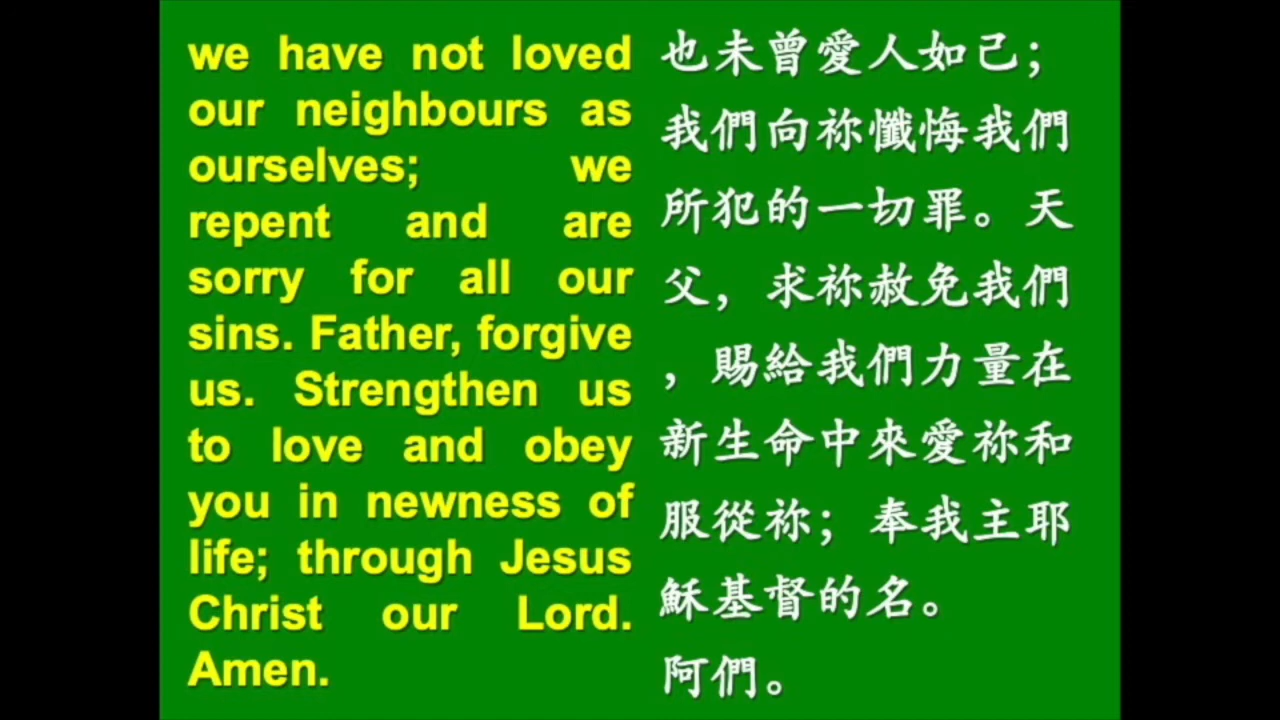 we have not loved
our neighbours as
ourselves; we
repent and are
sorry for all our
sins. Father, forgive
us. Strengthen us
to love and obey
you in newness of
life; through Jesus
Christ our Lord.
Amen.
也未曾愛人如己；
我們向祢懺悔我們
所犯的一切罪。天
父，求祢赦免我們
，賜給我們力量在
新生命中來愛祢和
服從祢；奉我主耶
穌基督的名。
阿們。